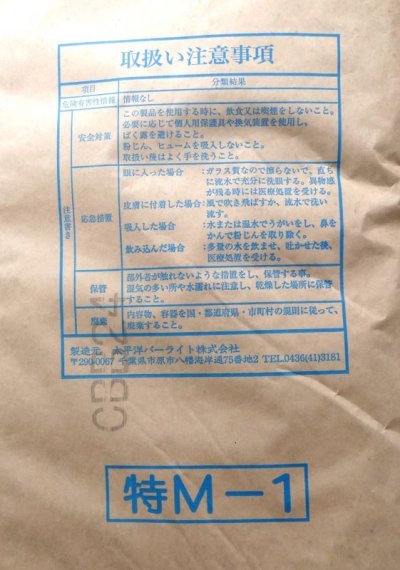 取扱い注意事項
項目 分類結果
危険有害性情報 情報なし
注意書き
安全対策
この製品を使用する時に、飲食又は喫煙をしないこと。
必要に応じて個人用保護具や換気装置を使用し、
ばく露を避けること。
粉じん、ヒュームを吸入しないこと。
取扱い後はよく手を洗うこと。
応急措置
眼に入った場合 :ガラス質なので擦らないで、直ち
に流水で充分に洗眼する。異物感
が残る時には医療処置を受ける。
皮膚に付着した場合:風で吹き飛ばすか、流水で洗い
流す。
吸入した場合 :水または温水でうがいをし、鼻を
かんで粉じんを取り除く。
飲み込んだ場合 :多量の水を飲ませ、吐かせた後、
医療処置を受ける。
保管
部外者が触れないような措置をし、保管する事。
湿気の多い所や水濡れに注意し、乾燥した場所に保管
すること。
廃棄
内容物、容器を国・都道府県・市町村の規則に従って、
廃棄すること。
製造元 太平洋パーライト株式会社
〒290-0067 千葉県市原市八幡海岸通75番地2 TEL.0436(41)3181
特M-1